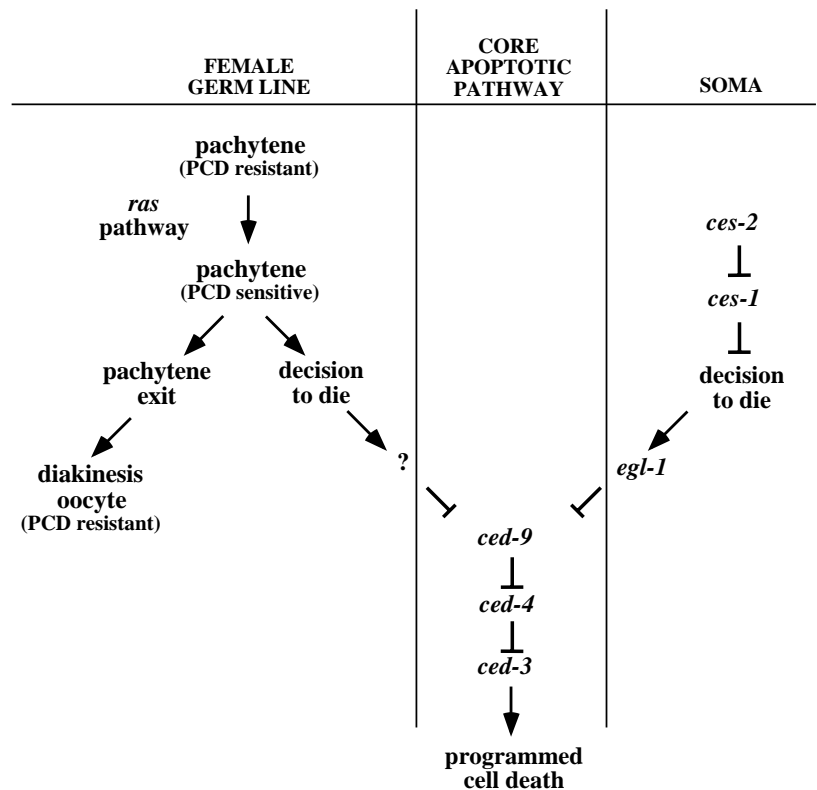 FEMALE
GERM LINE
CORE
APOPTOTIC
PATHWAY
SOMA
pachytene
(PCD resistant)
ras
pathway
pachytene
(PCD sensitive)
pachytene
exit
decision
to die
diakinesis
oocyte
(PCD resistant)
?
ces-2
ces-1
decision
to die
egl-1
ced-9
ced-4
ced-3
programmed
cell death